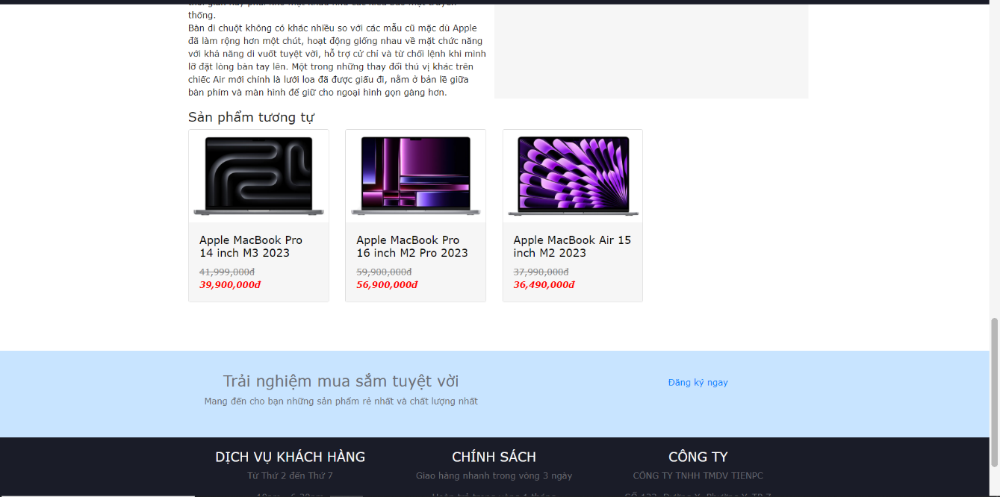 thống.
Bàn di chuột không có khác nhiều so với các mẫu cũ mặc dù Apple
đã làm rộng hơn một chút, hoạt động giống nhau về mặt chức năng
với khả năng di vuốt tuyệt vời, hỗ trợ cử chỉ và từ chối lệnh khi mình
lỡ đặt lòng bàn tay lên. Một trong những thay đổi thú vị khác trên
chiếc Air mới chính là lưới loa đã được giấu đi, nằm ở bản lề giữa
bàn phím và màn hình để giữ cho ngoại hình gọn gàng hơn.
Sản phẩm tương tự
Apple MacBook Pro
14 inch M3 2023
41,999,000đ
39,900,000đ
Apple MacBook Pro
16 inch M2 Pro 2023
59,900,000đ
56,900,000đ
Apple MacBook Air 15
inch M2 2023
37,990,000đ
36,490,000đ
Trải nghiệm mua sắm tuyệt vời
Mang đến cho bạn những sản phẩm rẻ nhất và chất lượng nhất
Đăng ký ngay
DỊCH VỤ KHÁCH HÀNG
Từ Thứ 2 đến Thứ 7
CHÍNH SÁCH
Giao hàng nhanh trong vòng 3 ngày
Hoàn trả trong vòng 1 tháng
CÔNG TY
CÔNG TY TNHH TMDV TIENPC